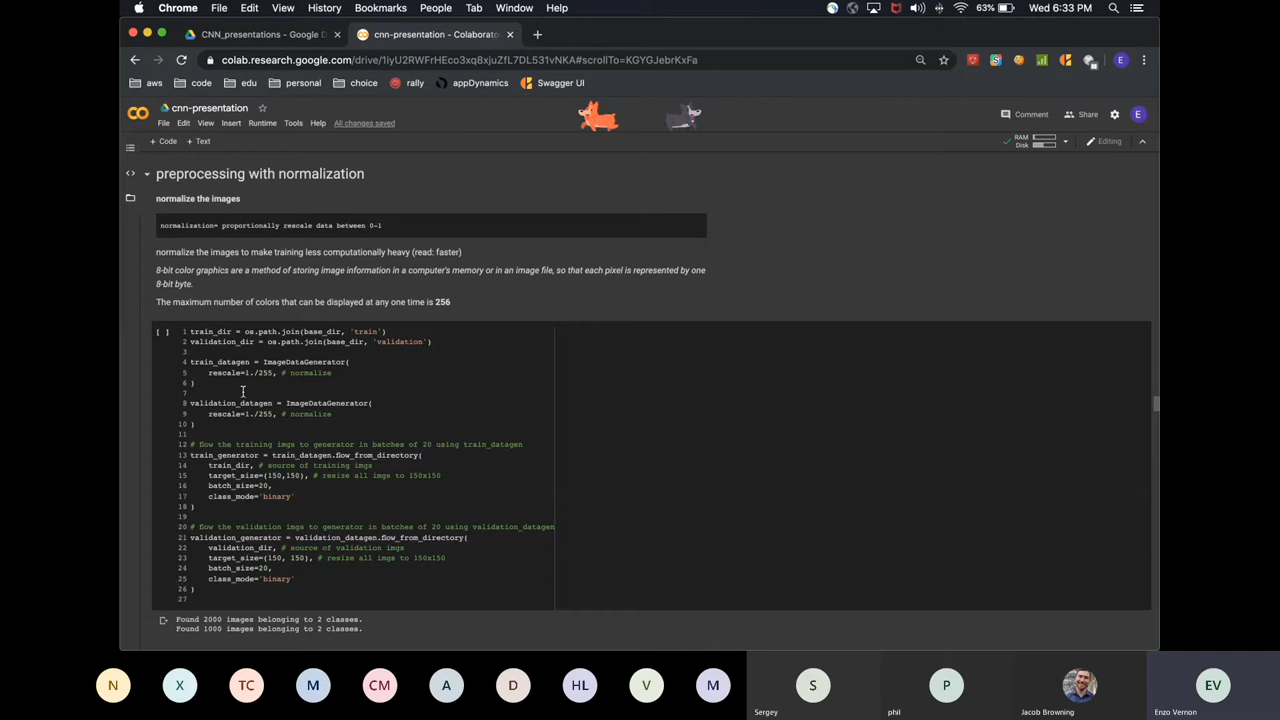 Chrome File Edit View History Bookmarks People Tab Window Help 63% Wed 6:33 PM
CNN_presentations - Google D cnn-presentation - Colaborato
colab.research.google.com/drive/1iyU2RWFrHEco3xq8xjuZfL7DL531vNKA#scrollTo=KGYGJebrKxFa E
aws code edu personal choice rally appDynamics Swagger UI
cnn-presentation Comment Share E
File Edit View Insert Runtime Tools Help All changes saved
+ Code + Text RAM Disk Editing
preprocessing with normalization
normalize the images
normalization= proportionally rescale data between 0-1
normalize the images to make training less computationally heavy (read: faster)
8-bit color graphics are a method of storing image information in a computer's memory or in an image file, so that each pixel is represented by one
8-bit byte.
The maximum number of colors that can be displayed at any one time is 256
[ ] 1 train_dir = os.path.join(base_dir, 'train')
2 validation_dir = os.path.join(base_dir, 'validation')
3
4 train_datagen = ImageDataGenerator(
5 rescale=1./255, # normalize
6 )
7
8 validation_datagen = ImageDataGenerator(
9 rescale=1./255, # normalize
10 )
11
12 # flow the training imgs to generator in batches of 20 using train_datagen
13 train_generator = train_datagen.flow_from_directory(
14 train_dir, # source of training imgs
15 target_size=(150,150), # resize all imgs to 150x150
16 batch_size=20,
17 class_mode='binary'
18 )
19
20 # flow the validation imgs to generator in batches of 20 using validation_datagen
21 validation_generator = validation_datagen.flow_from_directory(
22 validation_dir, # source of validation imgs
23 target_size=(150, 150), # resize all imgs to 150x150
24 batch_size=20,
25 class_mode='binary'
26 )
27
Found 2000 images belonging to 2 classes.
Found 1000 images belonging to 2 classes.
N X TC M CM A D HL V M S P EV
Sergey phil Jacob Browning Enzo Vernon